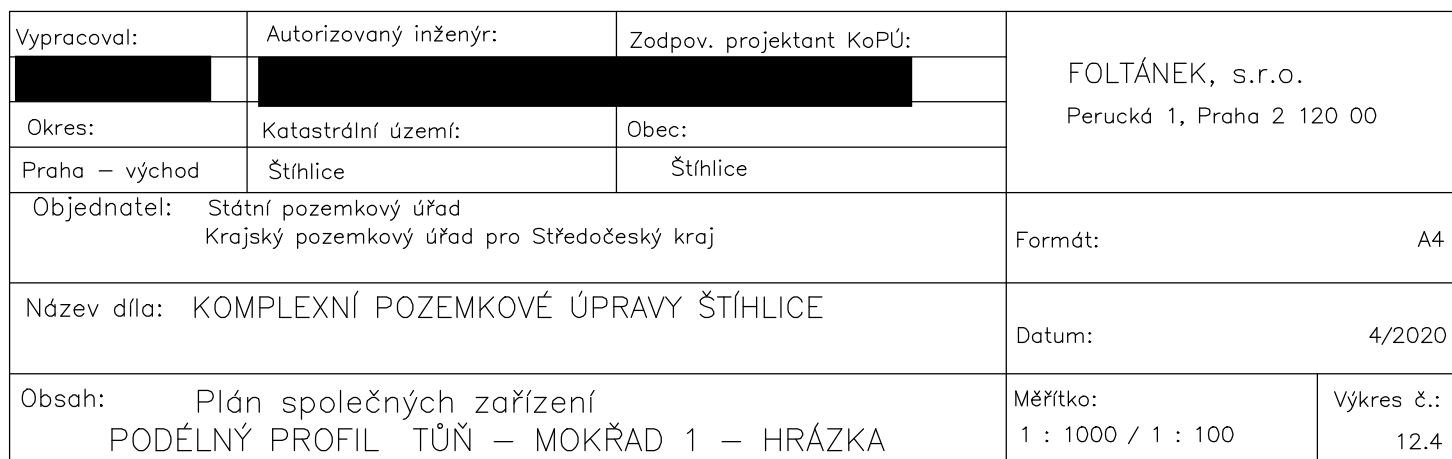 Vypracoval:
Autorizovaný inženýr:
Zodpov. projektant KoPÚ:
FOLTÁNEK, s.r.o.
Perucká 1, Praha 2 120 00
Okres:
Katastrální území:
Obec:
Praha – východ
Štíhlice
Štíhlice
Objednatel: Státní pozemkový úřad
Krajský pozemkový úřad pro Středočeský kraj
Formát: A4
Název díla: KOMPLEXNÍ POZEMKOVÉ ÚPRAVY ŠTÍHLICE
Datum: 4/2020
Obsah: Plán společných zařízení
PODÉLNÝ PROFIL TŮŇ – MOKŘAD 1 – HRÁZKA
Měřítko:
1 : 1000 / 1 : 100
Výkres č.:
12.4